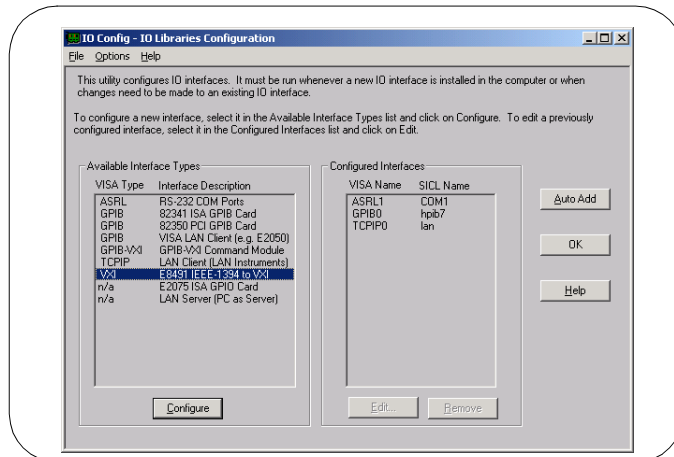 IO Config - IO Libraries Configuration
File Options Help
This utility configures IO interfaces. It must be run whenever a new IO interface is installed in the computer or when
changes need to be made to an existing IO interface.
To configure a new interface, select it in the Available Interface Types list and click on Configure. To edit a previously
configured interface, select it in the Configured Interfaces list and click on Edit.
Available Interface Types
VISA Type Interface Description
ASRL RS-232 COM Ports
GPIB 82341 ISA GPIB Card
GPIB 82350 PCI GPIB Card
GPIB VISA LAN Client (e.g. E2050)
GPIB-VXI GPIB-VXI Command Module
TCPIP LAN Client (LAN Instruments)
VXI E8491 IEEE-1394 to VXI
n/a E2075 ISA GPIO Card
n/a LAN Server (PC as Server)
Configure
Configured Interfaces
VISA Name SICL Name
ASRL1 COM1
GPIB0 hpib7
TCPIP0 lan
Edit... Remove
Auto Add
OK
Help